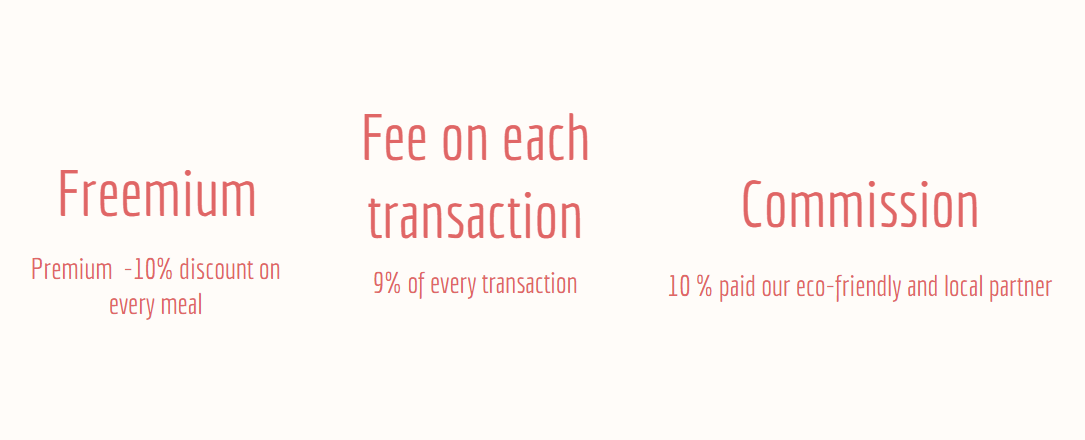 Freemium
Premium -10% discount on
every meal
Fee on each
transaction
9% of every transaction
Commission
10 % paid our eco-friendly and local partner